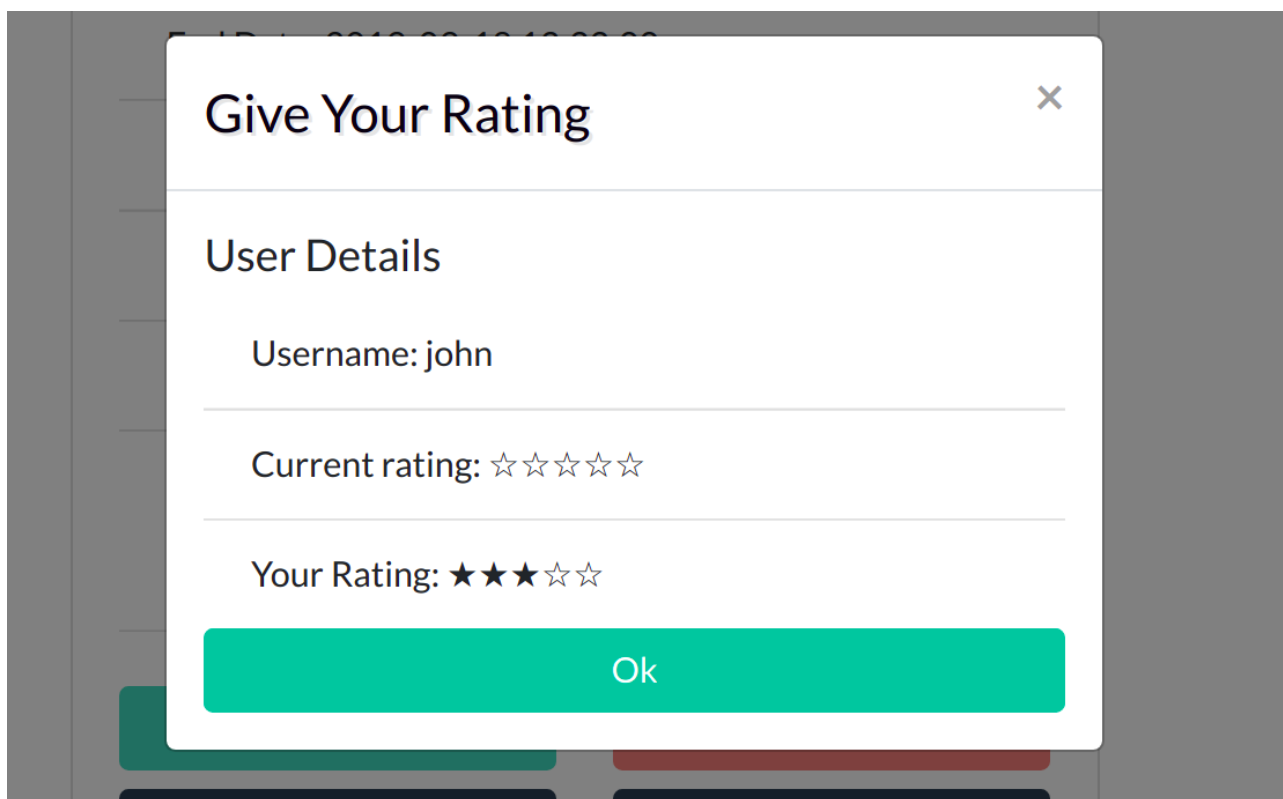 Give Your Rating
×
User Details
Username: john
Current rating: ☆☆☆☆☆
Your Rating: ★★★☆☆
Ok